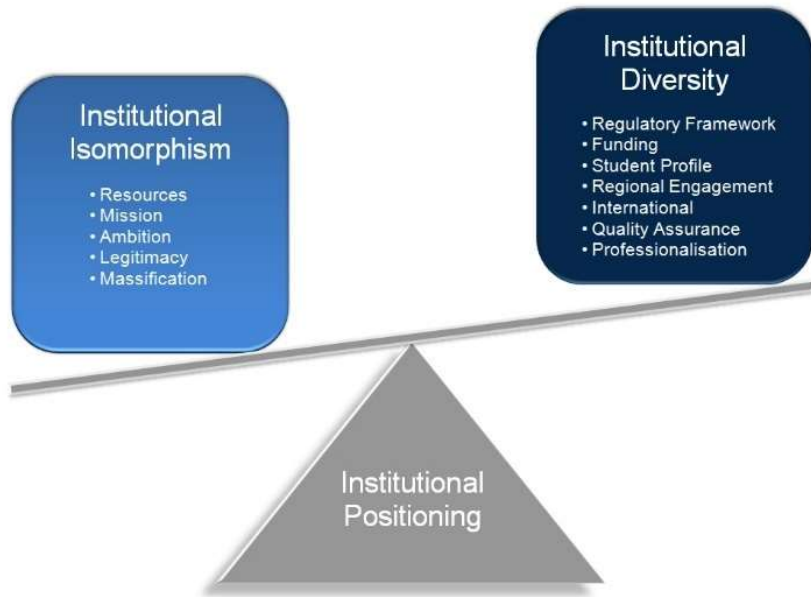 Institutional
Isomorphism
• Resources
• Mission
• Ambition
• Legitimacy
• Massification
Institutional
Diversity
• Regulatory Framework
• Funding
• Student Profile
• Regional Engagement
• International
• Quality Assurance
• Professionalisation
Institutional
Positioning